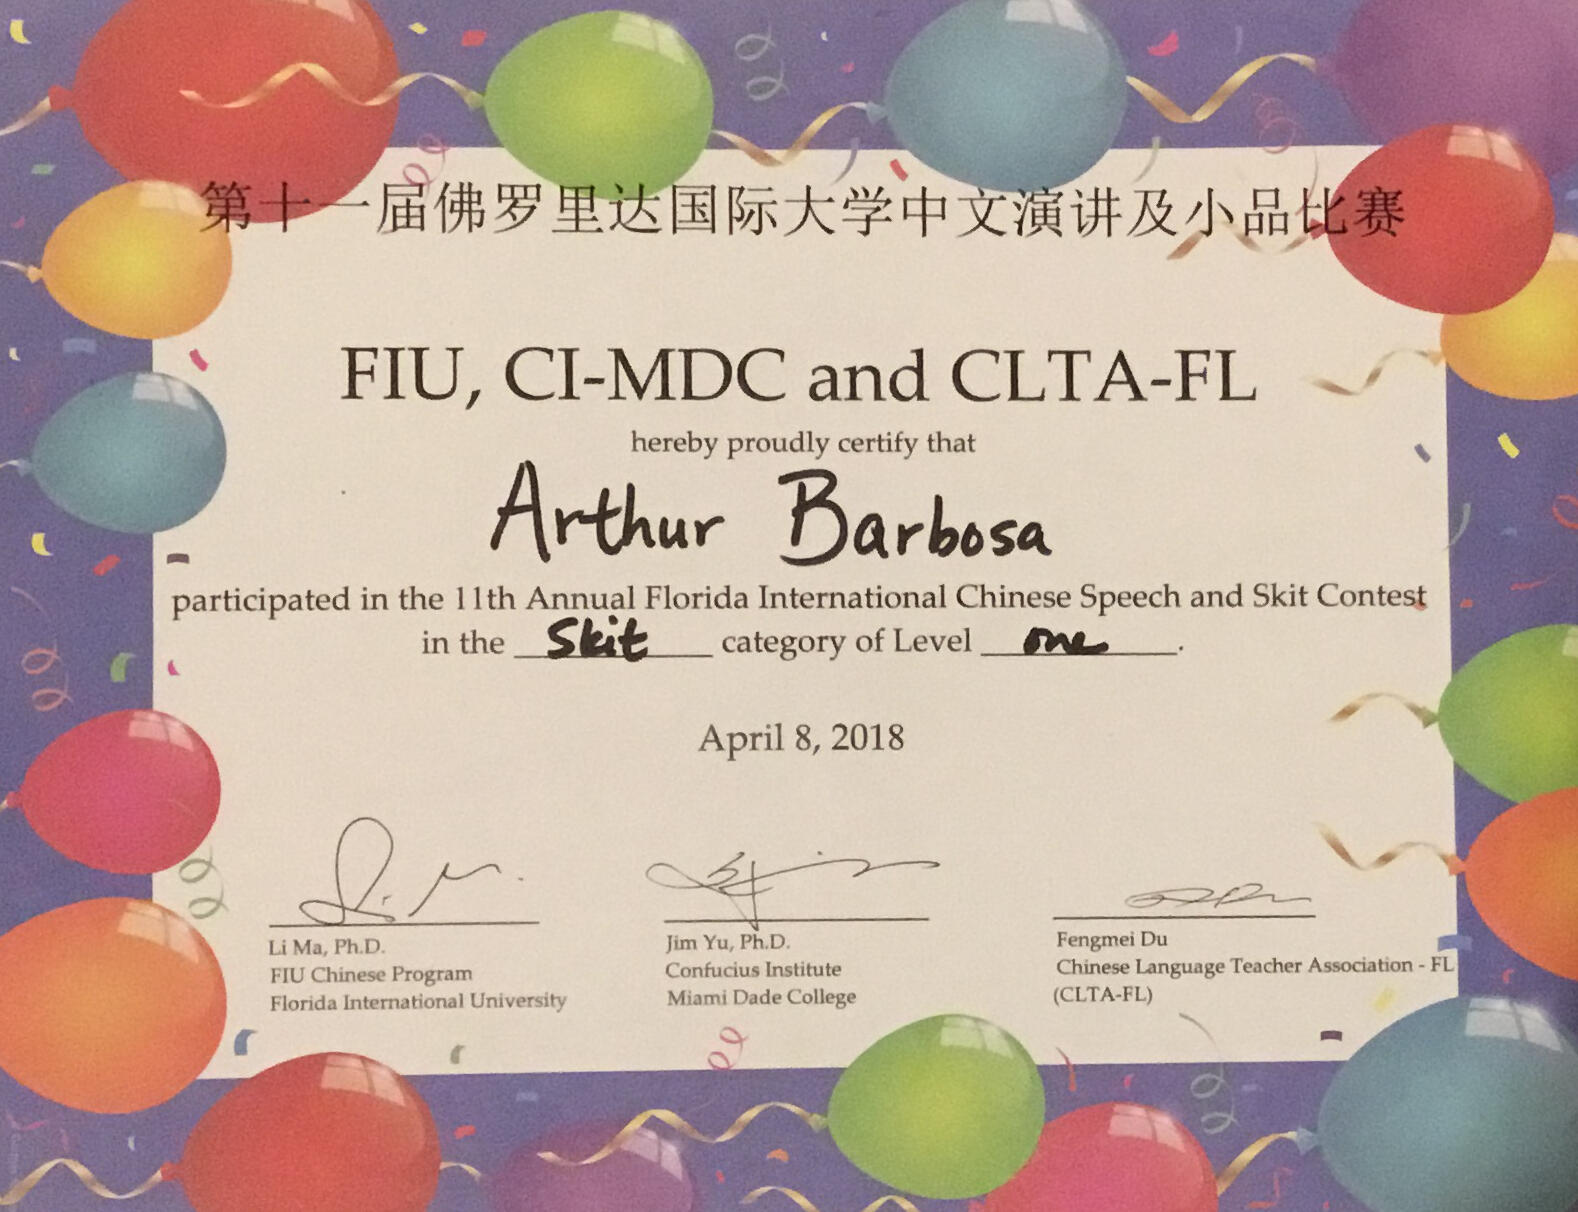 第十一届佛罗里达国际大学中文演讲及小品比赛
FIU, CI-MDC and CLTA-FL
hereby proudly certify that
Arthur Barbosa
participated in the 11th Annual Florida International Chinese Speech and Skit Contest
in the Skit category of Level one.
April 8, 2018
Li Ma, Ph.D.
FIU Chinese Program
Florida International University
Jim Yu, Ph.D.
Confucius Institute
Miami Dade College
Fengmei Du
Chinese Language Teacher Association - FL
(CLTA-FL)